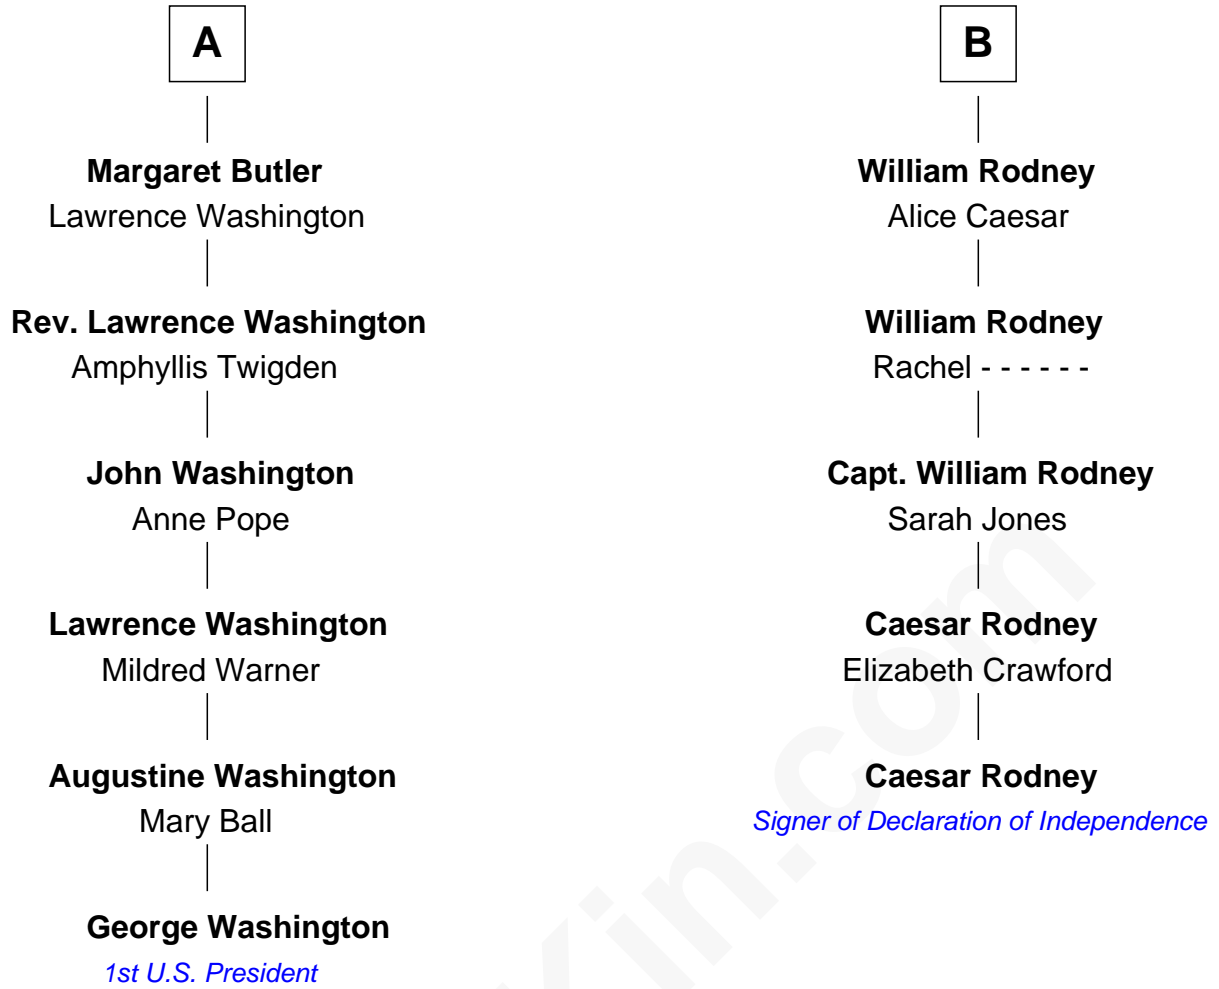 A
Margaret Butler
Lawrence Washington
Rev. Lawrence Washington
Amphyllis Twigden
John Washington
Anne Pope
Lawrence Washington
Mildred Warner
Augustine Washington
Mary Ball
George Washington
1st U.S. President
B
William Rodney
Alice Caesar
William Rodney
Rachel - - - - - -
Capt. William Rodney
Sarah Jones
Caesar Rodney
Elizabeth Crawford
Caesar Rodney
Signer of Declaration of Independence
Kin.com